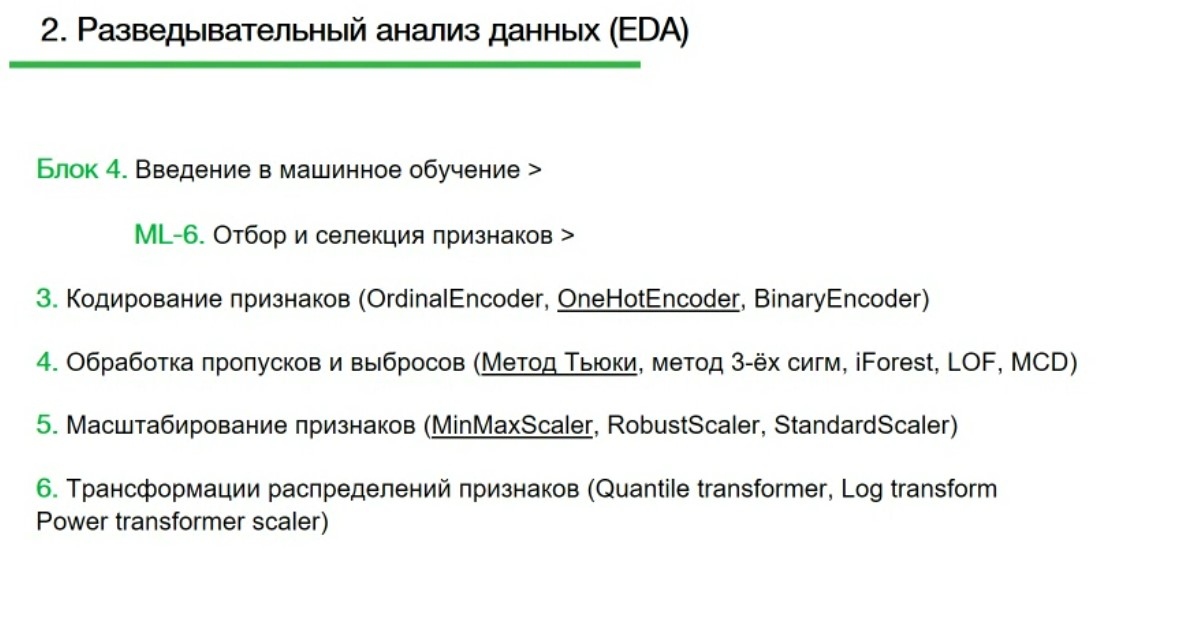 2. Разведывательный анализ данных (EDA)
Блок 4. Введение в машинное обучение >
ML-6. Отбор и селекция признаков >
3. Кодирование признаков (OrdinalEncoder, OneHotEncoder, BinaryEncoder)
4. Обработка пропусков и выбросов (Метод Тьюки, метод 3-ёх сигм, iForest, LOF, MCD)
5. Масштабирование признаков (MinMaxScaler, RobustScaler, StandardScaler)
6. Трансформации распределений признаков (Quantile transformer, Log transform
Power transformer scaler)